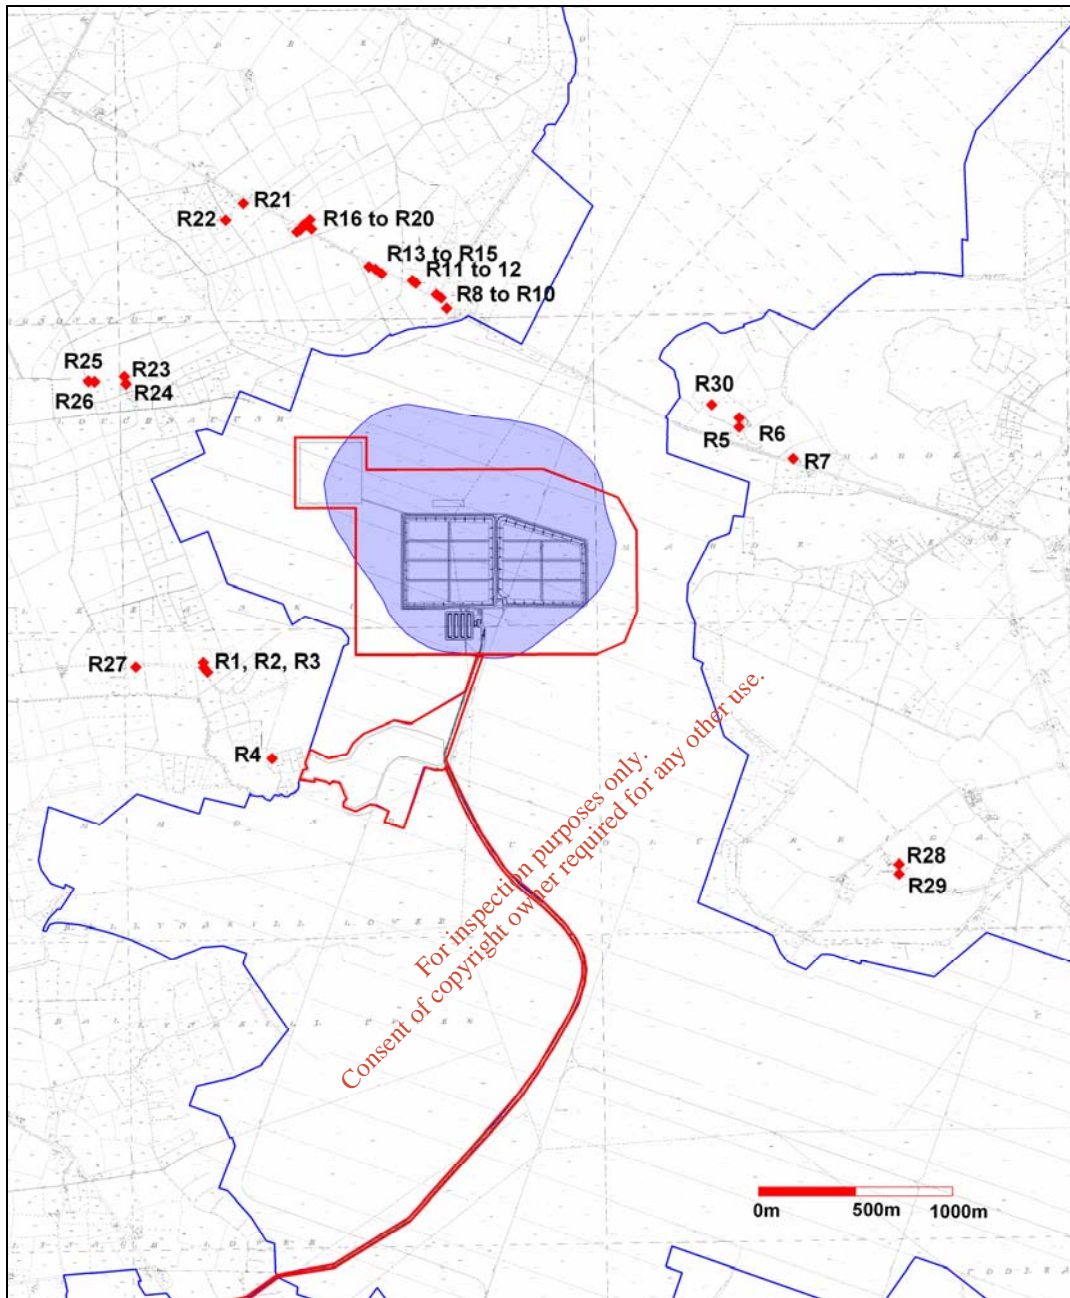 R21
R22
R16 to R20
R13 to R15
R11 to 12
R8 to R10
R25
R23
R26
R24
R30
R6
R5
R7
R27
R1, R2, R3
R4
R28
R29
For inspection purposes only.
Consent of copyright owner required for any other use.
0m
500m
1000m